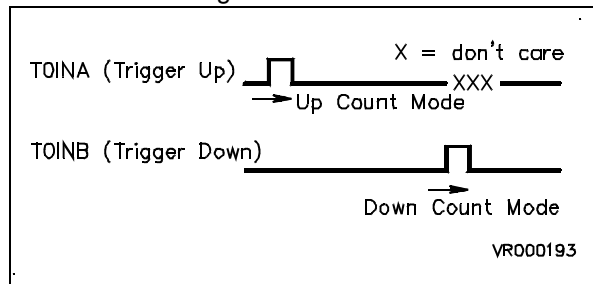 X = don't care
T0INA (Trigger Up)
XXX
Up Count Mode
T0INB (Trigger Down)
Down Count Mode
VR000193